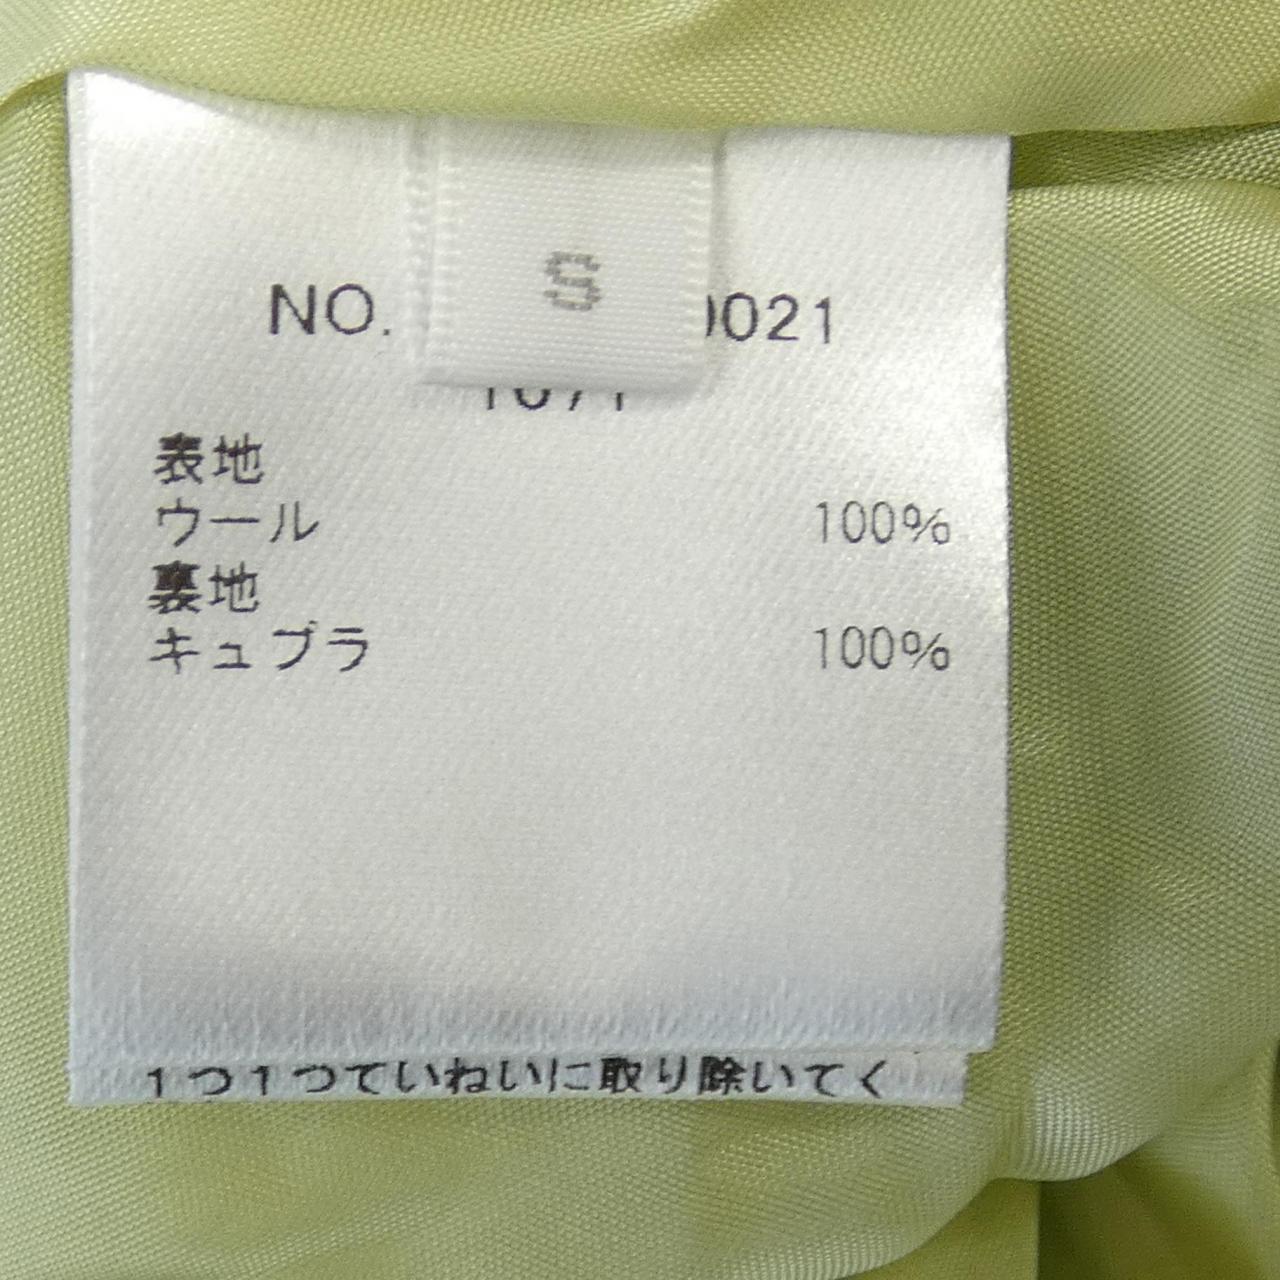 S
NO. 0021
表地
ウール 100%
裏地
キュプラ 100%
1つ1つていねいに取り除いてく